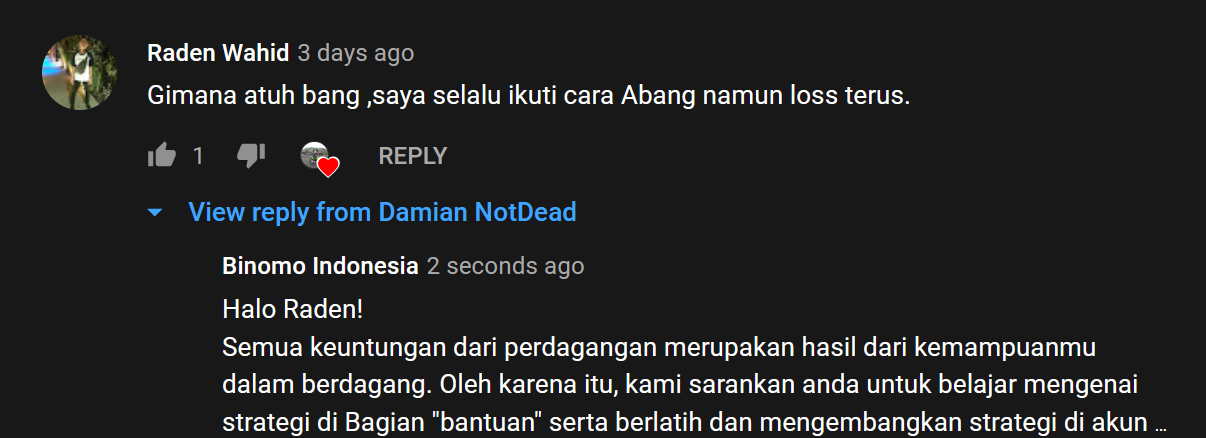 Raden Wahid 3 days ago
Gimana atuh bang ,saya selalu ikuti cara Abang namun loss terus.
1 REPLY
View reply from Damian NotDead
Binomo Indonesia 2 seconds ago
Halo Raden!
Semua keuntungan dari perdagangan merupakan hasil dari kemampuanmu
dalam berdagang. Oleh karena itu, kami sarankan anda untuk belajar mengenai
strategi di Bagian "bantuan" serta berlatih dan mengembangkan strategi di akun ...